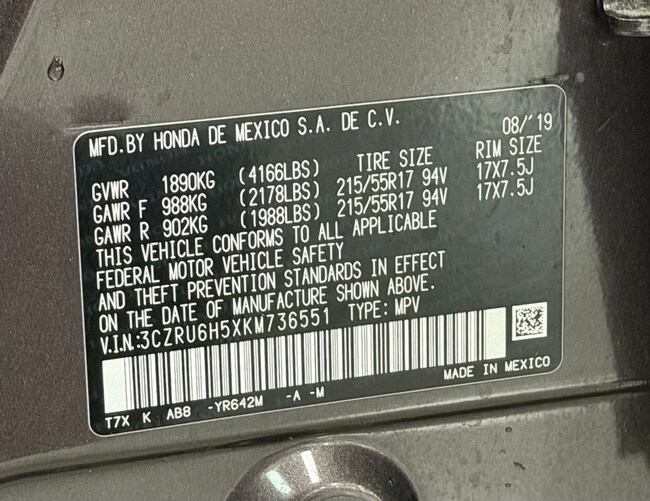 MFD.BY HONDA DE MEXICO S.A. DE C.V. 08/'19
TIRE SIZE RIM SIZE
GVWR 1890KG (4166LBS)
GAWR F 988KG (2178LBS) 215/55R17 94V 17X7.5J
GAWR R 902KG (1988LBS) 215/55R17 94V 17X7.5J
THIS VEHICLE CONFORMS TO ALL APPLICABLE
FEDERAL MOTOR VEHICLE SAFETY
AND THEFT PREVENTION STANDARDS IN EFFECT
ON THE DATE OF MANUFACTURE SHOWN ABOVE.
V.I.N:3CZRU6H5XKM736551 TYPE: MPV
MADE IN MEXICO
T7X K AB8 -YR642M -A -M